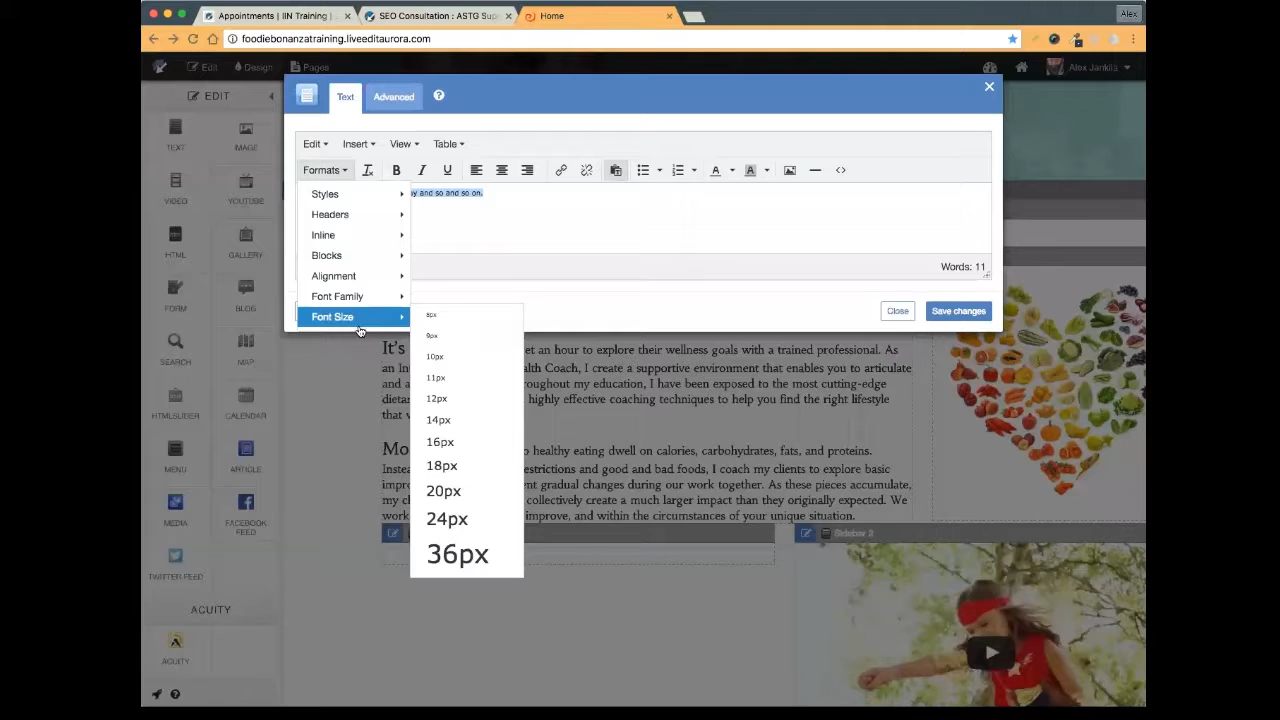 Appointments | IIN Training |
SEO Consultation : ASTG Sup
Home
Alex
foodiebonanzatraining.liveeditaurora.com
Edit
Design
Pages
Alex Jankila
EDIT
Text
Advanced
TEXT
IMAGE
VIDEO
YOUTUBE
HTML
GALLERY
FORM
BLOG
SEARCH
MAP
HTMLSLIDER
CALENDAR
MENU
ARTICLE
MEDIA
FACEBOOK
FEED
TWITTER FEED
ACUITY
ACUITY
Edit
Insert
View
Table
Formats
and so and so on.
Styles
Headers
Inline
Blocks
Alignment
Font Family
Font Size
8px
9px
10px
11px
12px
14px
16px
18px
20px
24px
36px
Words: 11
Close
Save changes
It's et an hour to explore their wellness goals with a trained professional. As
an In alth Coach, I create a supportive environment that enables you to articulate
and a roughout my education, I have been exposed to the most cutting-edge
dietar highly effective coaching techniques to help you find the right lifestyle
that w
Mo o healthy eating dwell on calories, carbohydrates, fats, and proteins.
Instea estrictions and good and bad foods, I coach my clients to explore basic
impro nt gradual changes during our work together. As these pieces accumulate,
my ch collectively create a much larger impact than they originally expected. We
work improve, and within the circumstances of your unique situation.
Sidebar 2